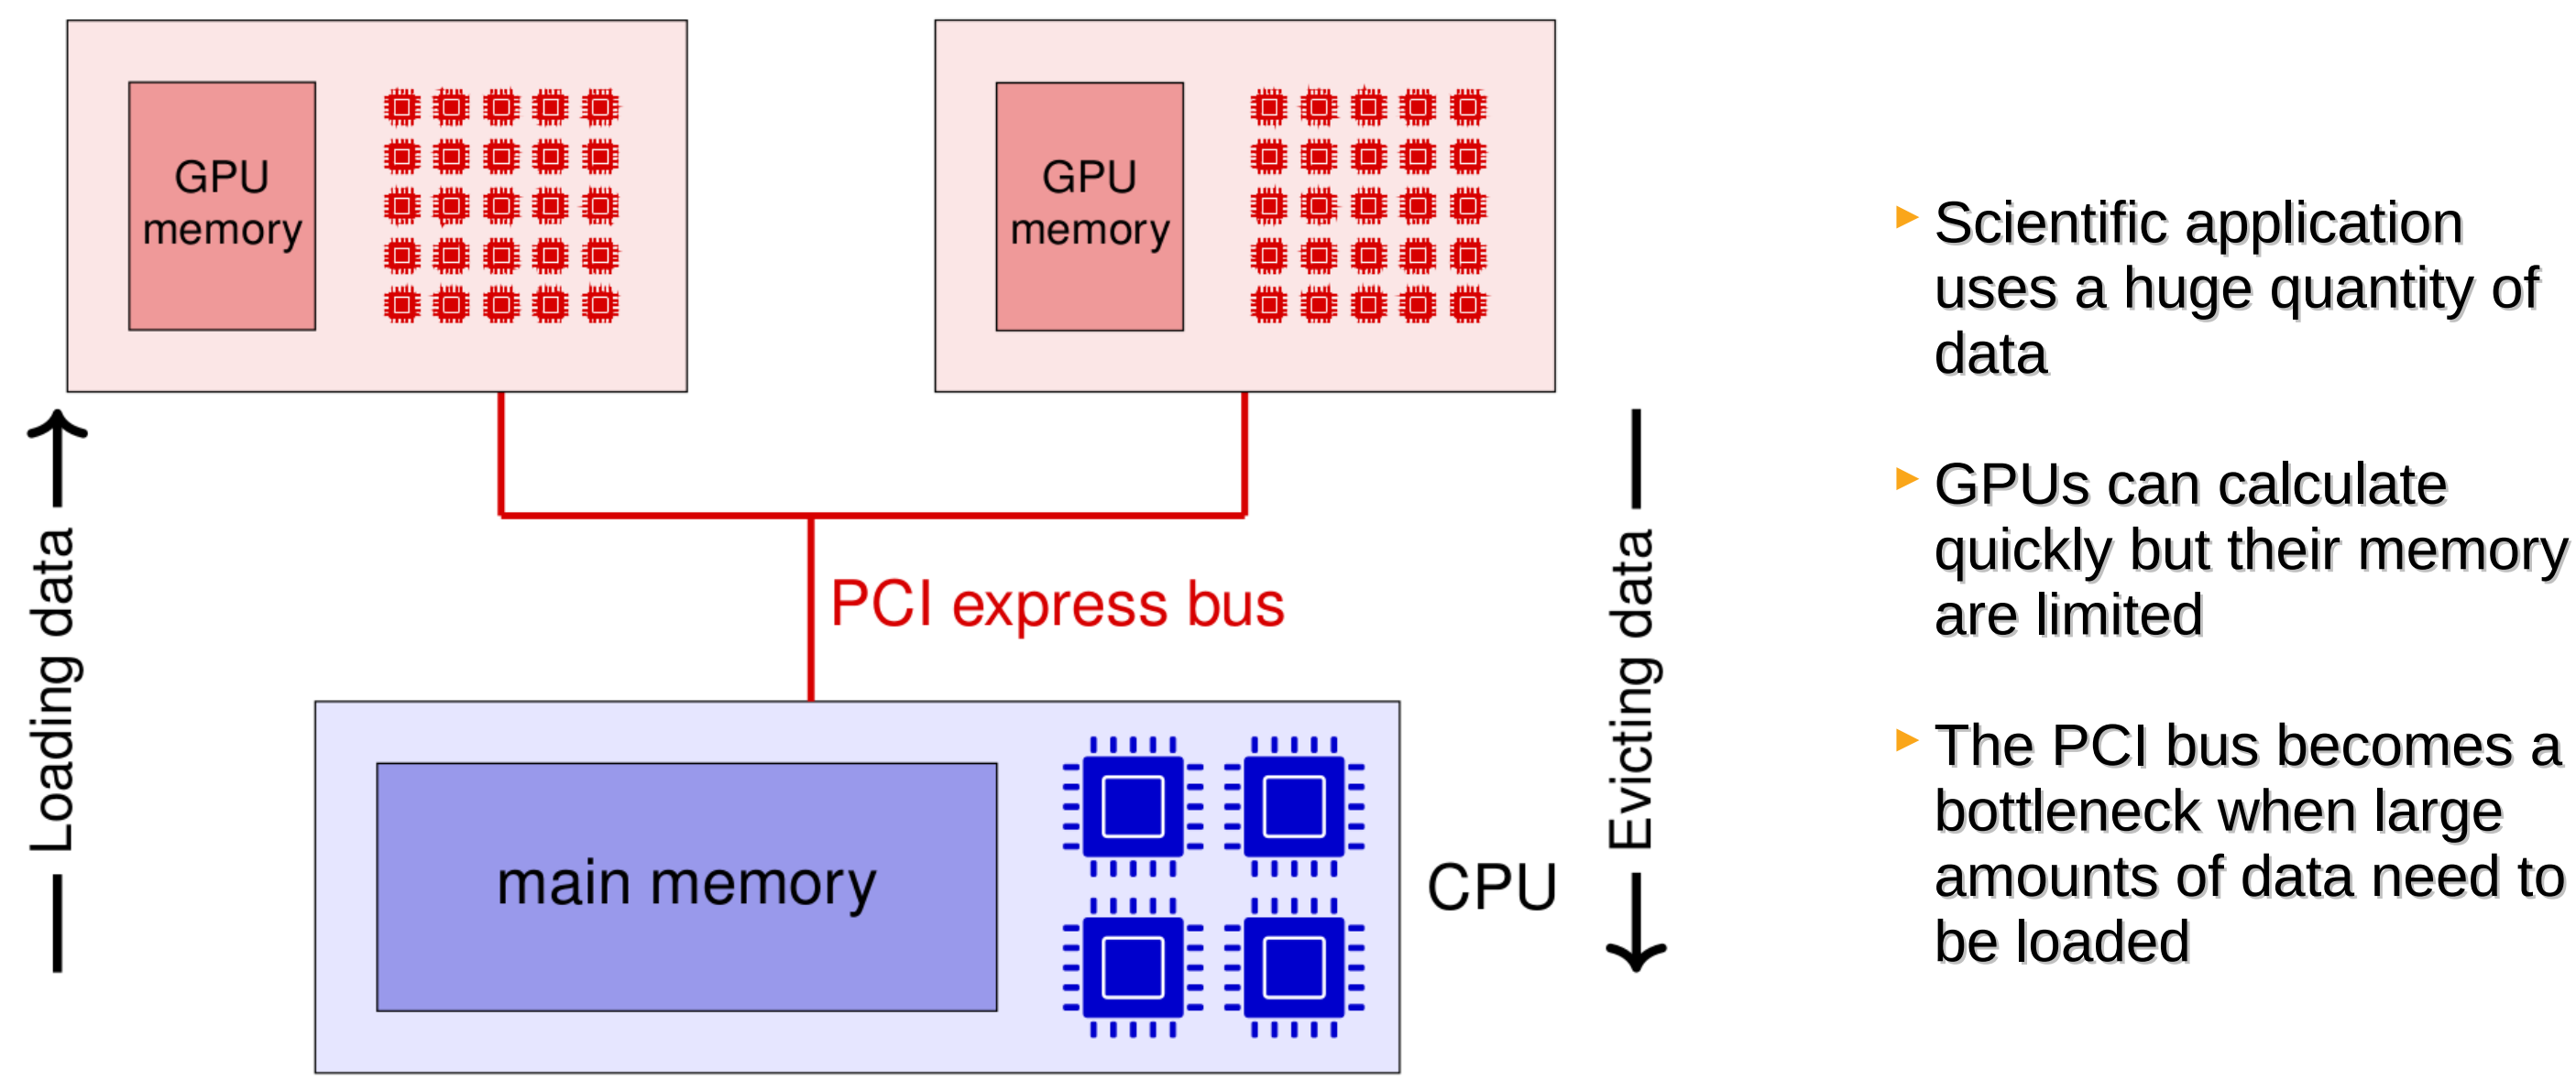 GPU
memory
GPU
memory
Loading data
PCI express bus
Evicting data
main memory
CPU
Scientific application
uses a huge quantity of
data
GPUs can calculate
quickly but their memory
are limited
The PCI bus becomes a
bottleneck when large
amounts of data need to
be loaded